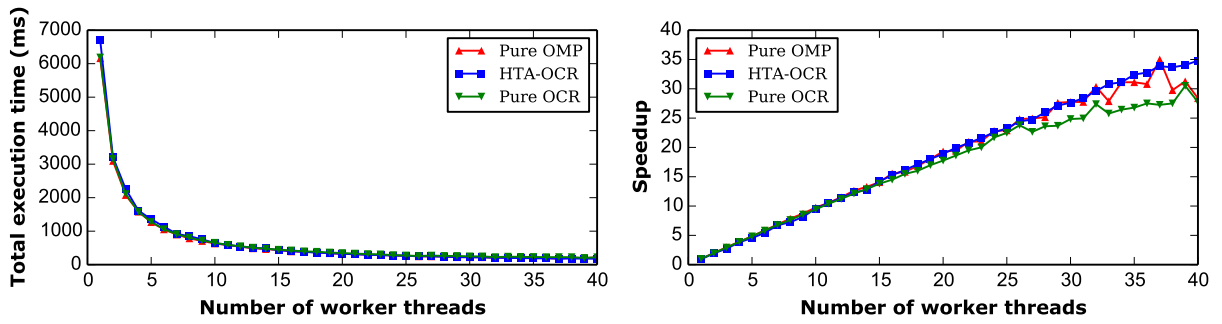 Total execution time (ms)
7000
6000
5000
4000
3000
2000
1000
0
0 5 10 15 20 25 30 35 40
Number of worker threads
Pure OMP
HTA-OCR
Pure OCR
Speedup
40
35
30
25
20
15
10
5
0
0 5 10 15 20 25 30 35 40
Number of worker threads
Pure OMP
HTA-OCR
Pure OCR